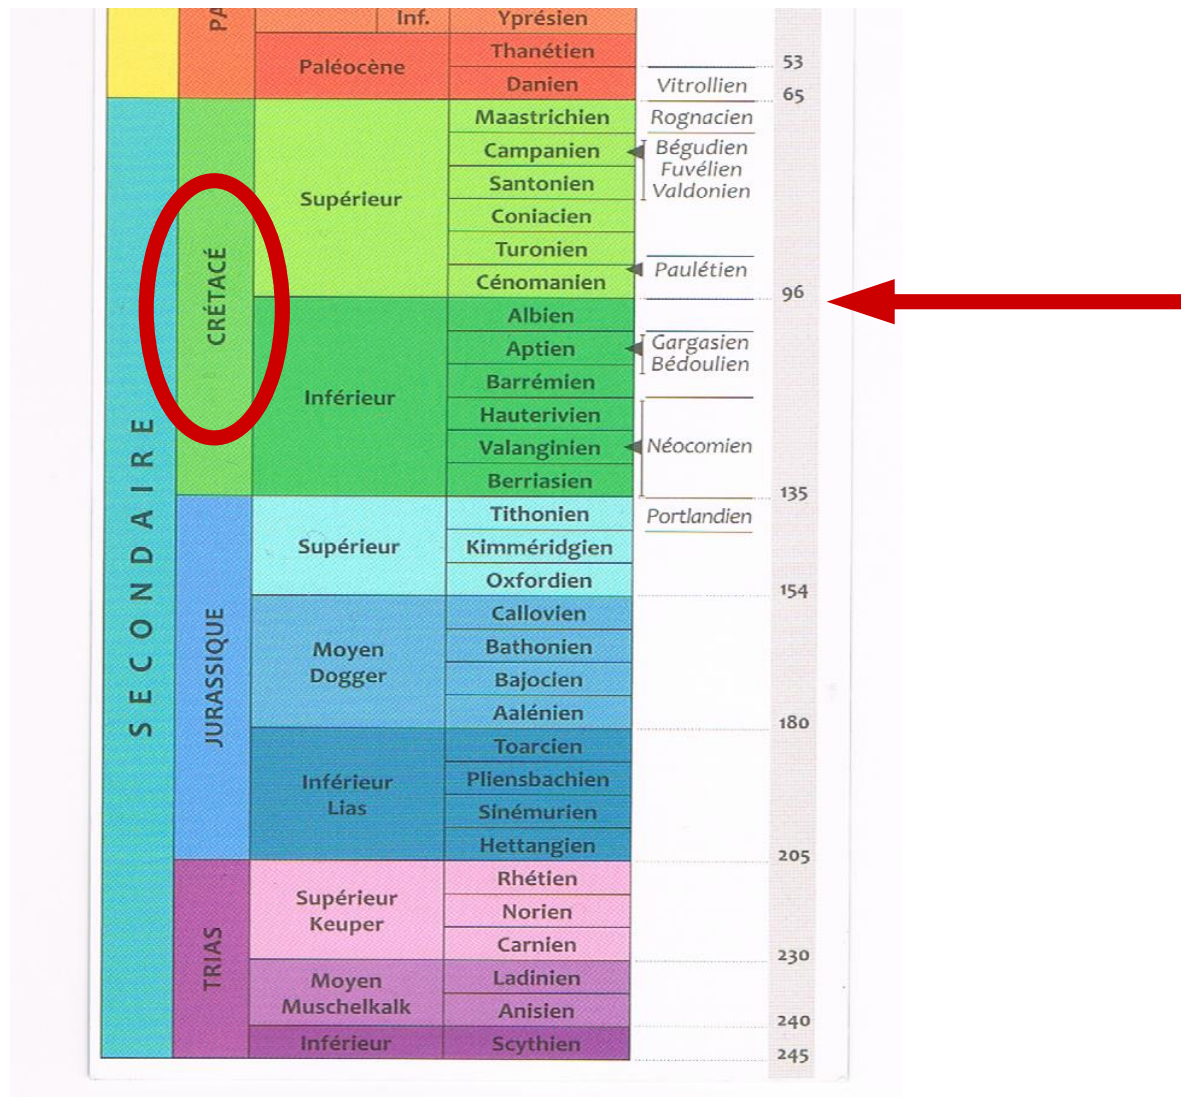 PA
Inf.
Yprésien
Paléocène
Thanétien
53
Danien
Vitrollien
65
SECONDAIRE
CRÉTACÉ
Supérieur
Maastrichien
Rognacien
Campanien
Bégudien
Fuvélien
Valdonien
Santonien
Coniacien
Turonien
Paulétien
Cénomanien
96
Inférieur
Albien
Aptien
Gargasien
Bédoulien
Barrémien
Hauterivien
Valanginien
Néocomien
Berriasien
135
JURASSIQUE
Supérieur
Tithonien
Portlandien
Kimméridgien
Oxfordien
154
Moyen
Dogger
Callovien
Bathonien
Bajocien
Aalénien
180
Inférieur
Lias
Toarcien
Pliensbachien
Sinémurien
Hettangien
205
TRIAS
Supérieur
Keuper
Rhétien
Norien
Carnien
230
Moyen
Muschelkalk
Ladinien
Anisien
240
Inférieur
Scythien
245